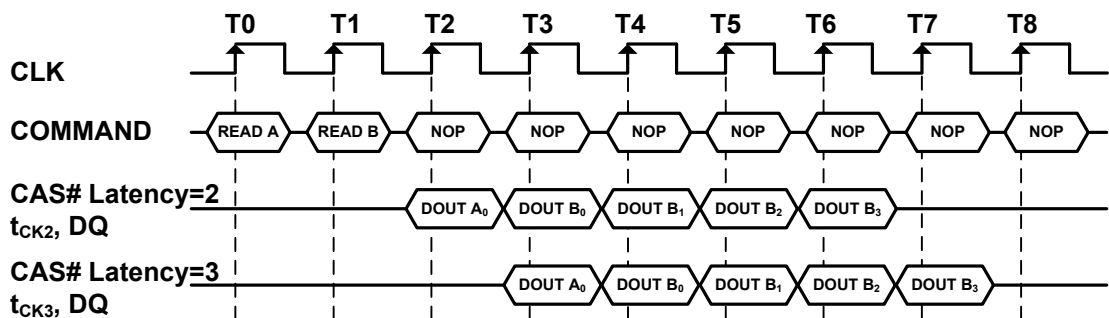 T0 T1 T2 T3 T4 T5 T6 T7 T8
CLK
COMMAND READ A READ B NOP NOP NOP NOP NOP NOP NOP
CAS# Latency=2
tCK2, DQ DOUT A0 DOUT B0 DOUT B1 DOUT B2 DOUT B3
CAS# Latency=3
tCK3, DQ DOUT A0 DOUT B0 DOUT B1 DOUT B2 DOUT B3